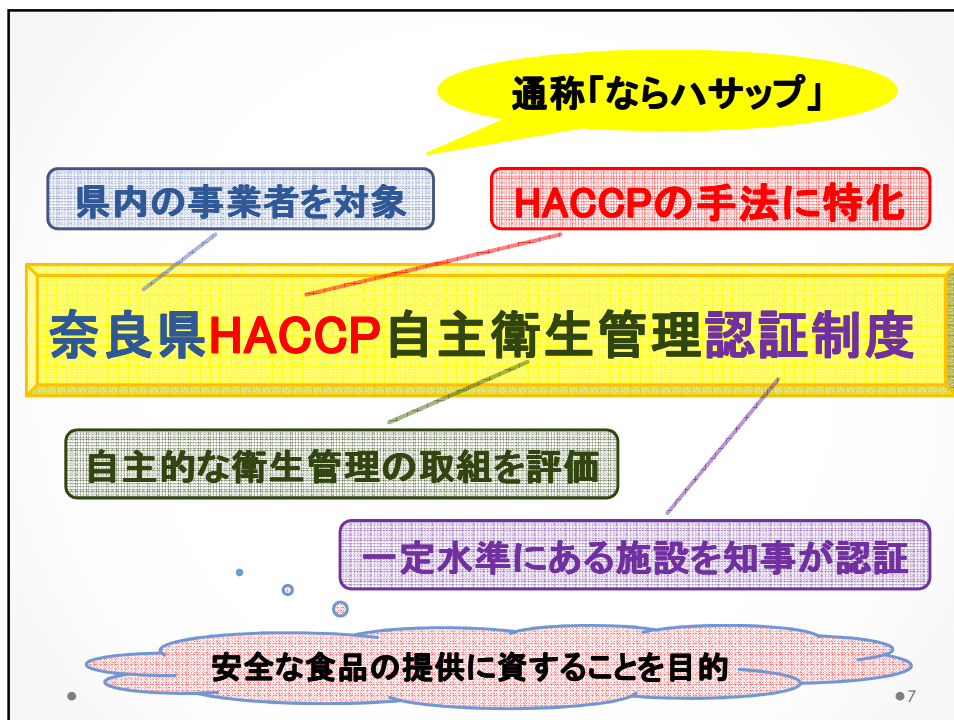 通称「ならハサップ」
県内の事業者を対象
HACCPの手法に特化
奈良県HACCP自主衛生管理認証制度
自主的な衛生管理の取組を評価
一定水準にある施設を知事が認証
安全な食品の提供に資することを目的
7